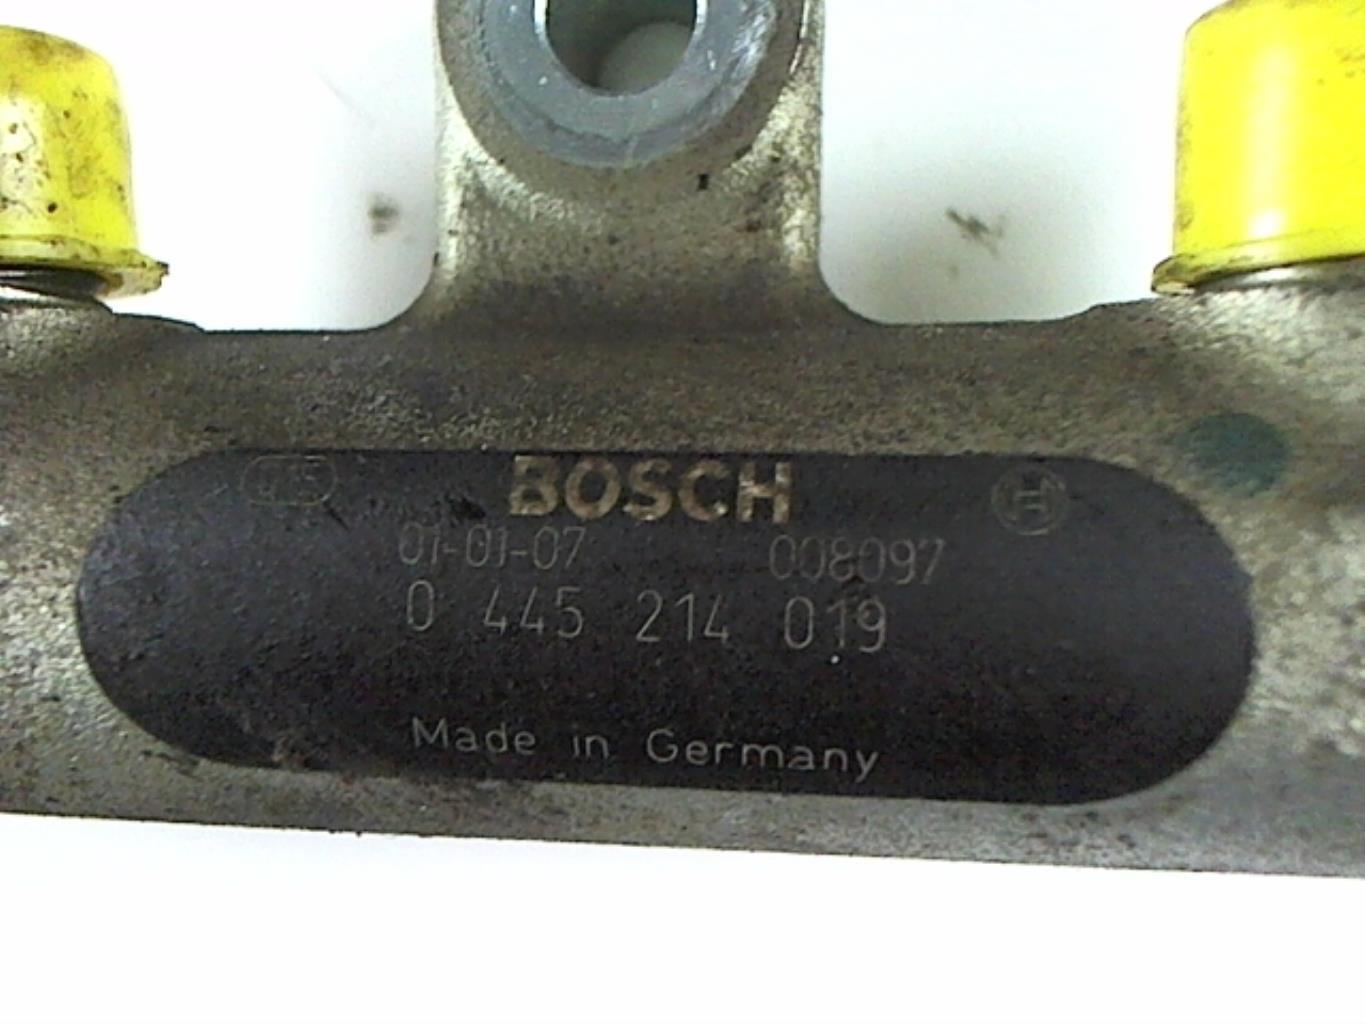 BOSCH
01-01-07 008097
0 445 214 019
Made in Germany